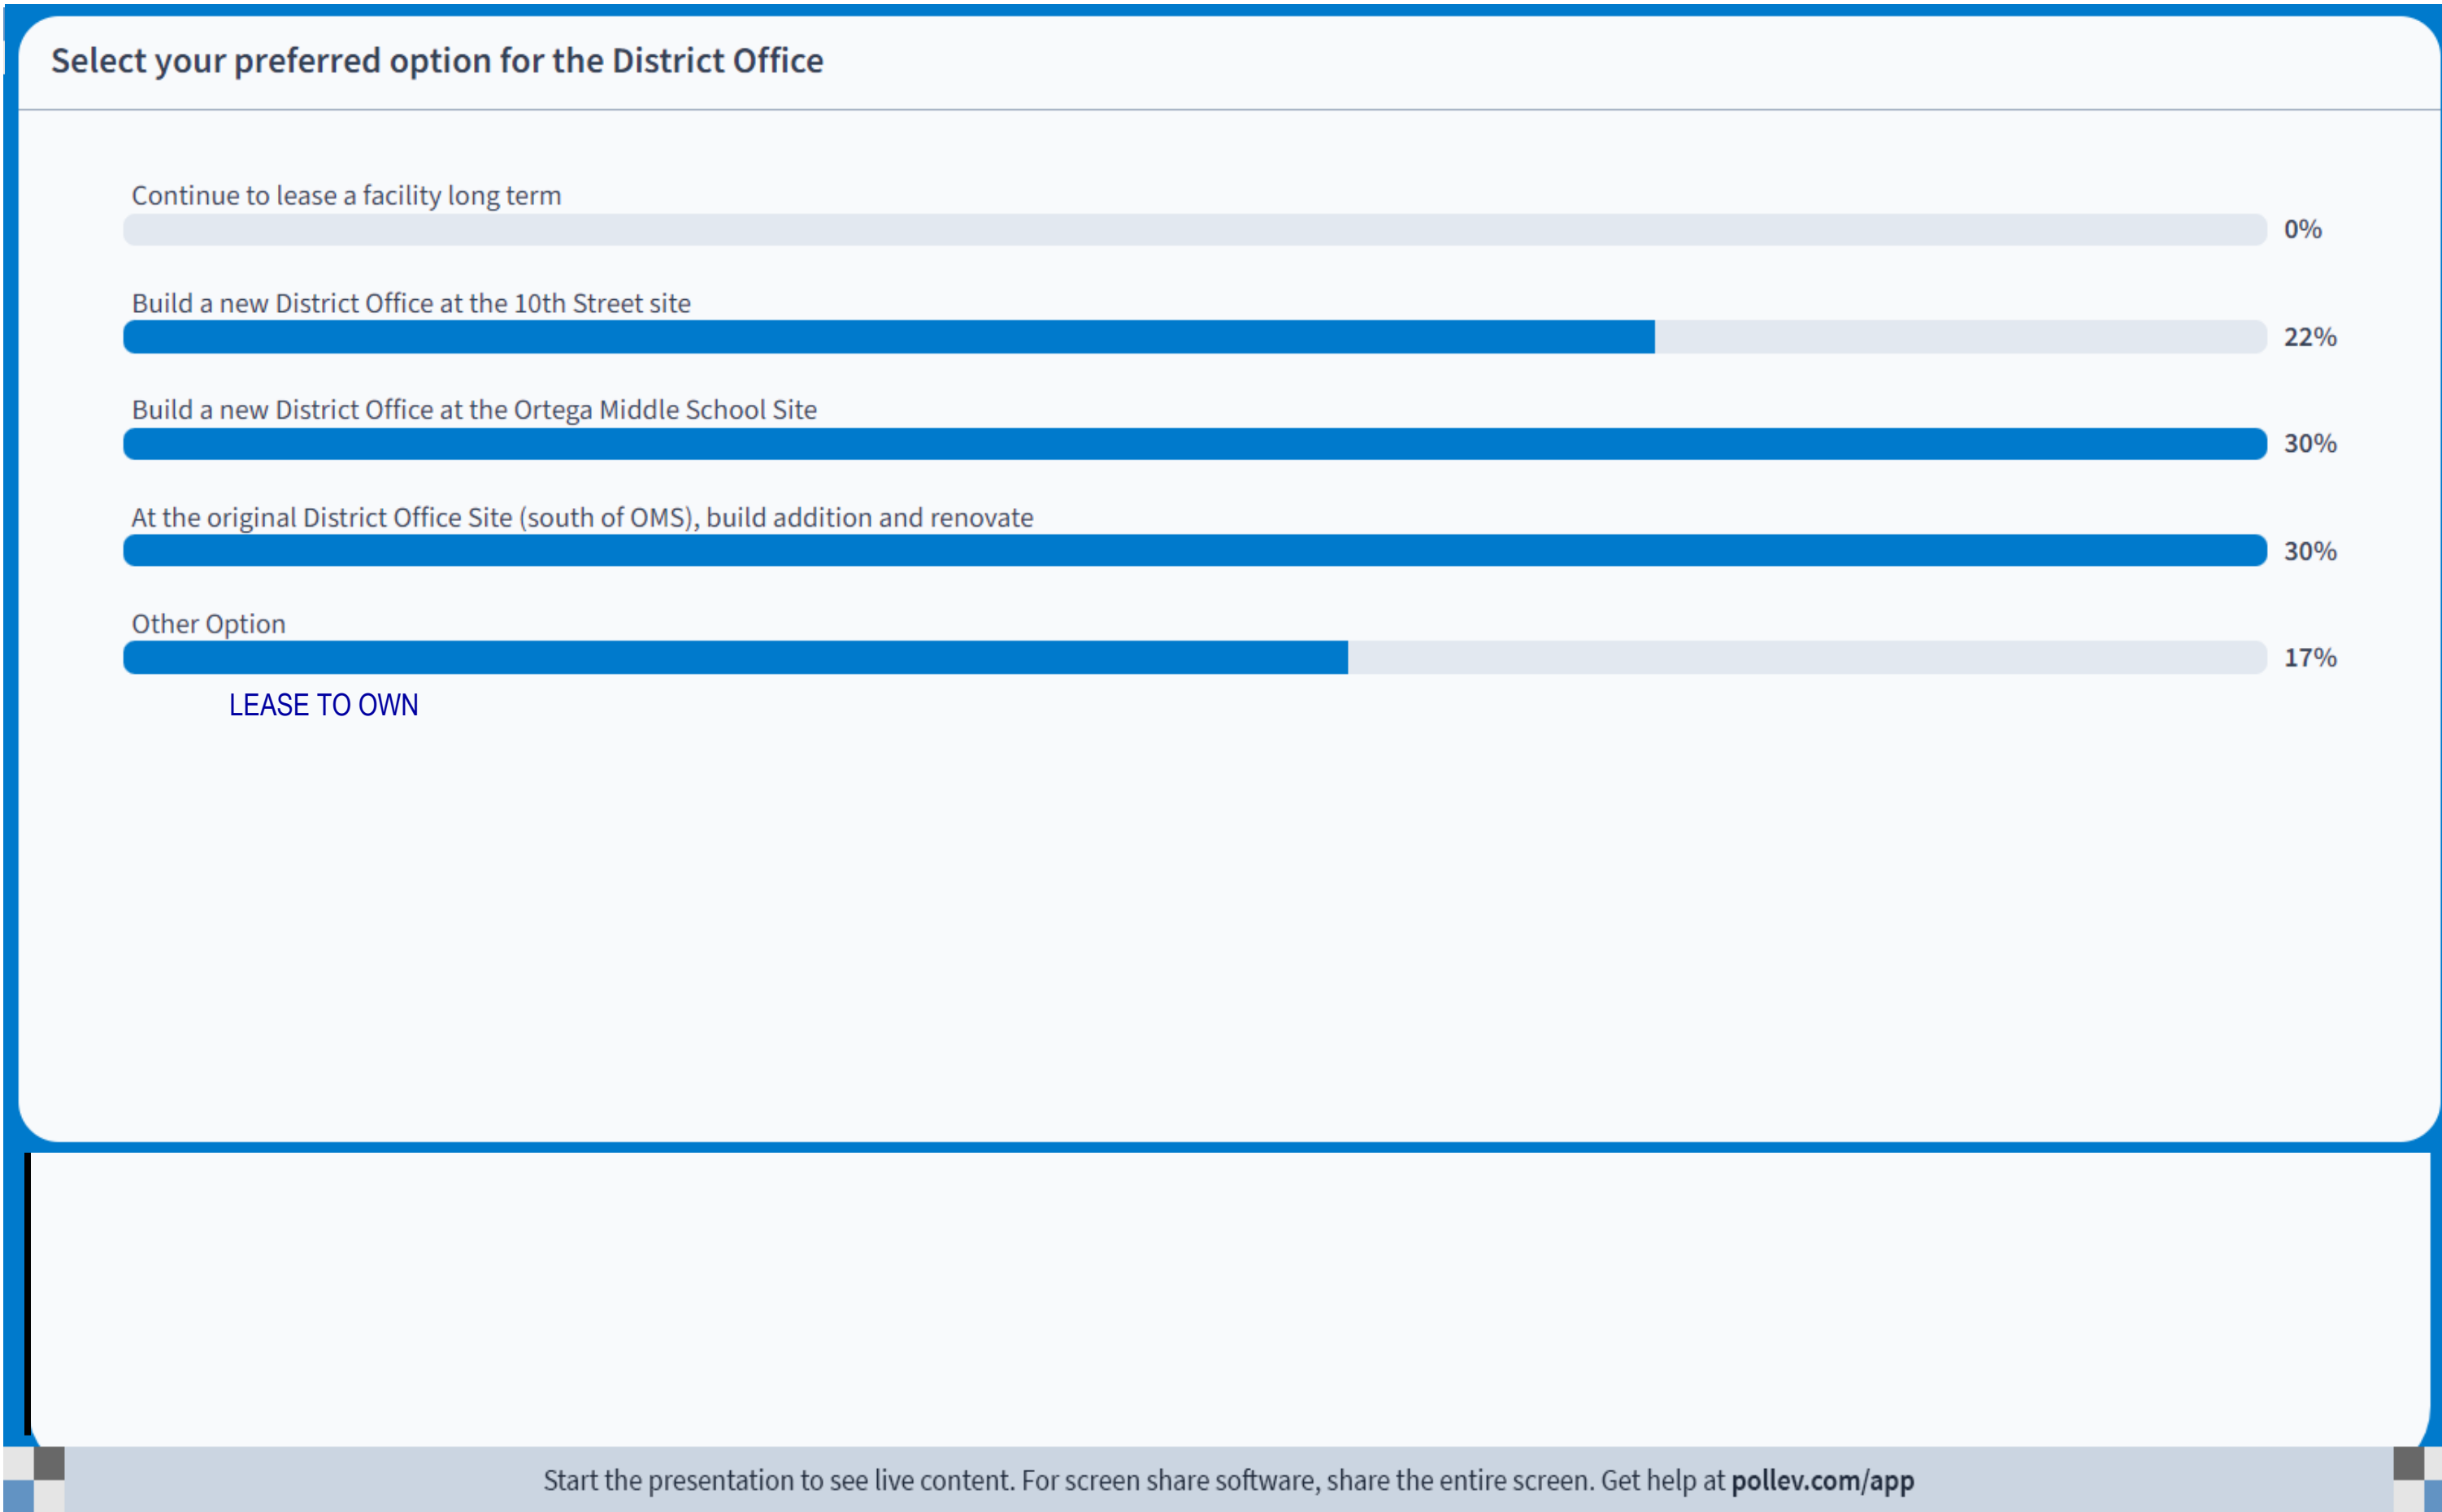 Select your preferred option for the District Office
Continue to lease a facility long term
0%
Build a new District Office at the 10th Street site
22%
Build a new District Office at the Ortega Middle School Site
30%
At the original District Office Site (south of OMS), build addition and renovate
30%
Other Option
17%
LEASE TO OWN
Start the presentation to see live content. For screen share software, share the entire screen. Get help at pollev.com/app